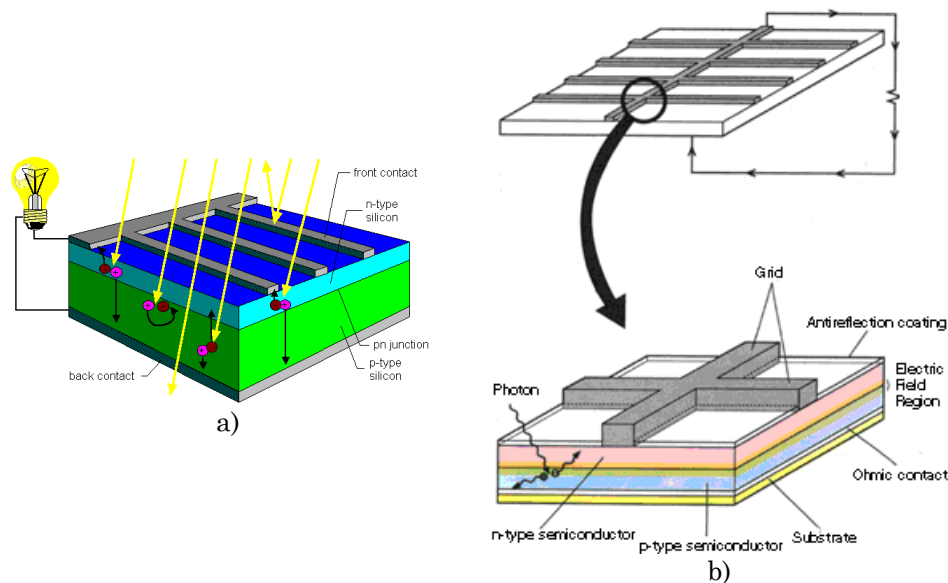 front contact
n-type
silicon
pn junction
p-type
silicon
back contact
a)
Grid
Antireflection coating
Electric
Field
Region
Photon
Ohmic contact
n-type semiconductor
p-type semiconductor
Substrate
b)